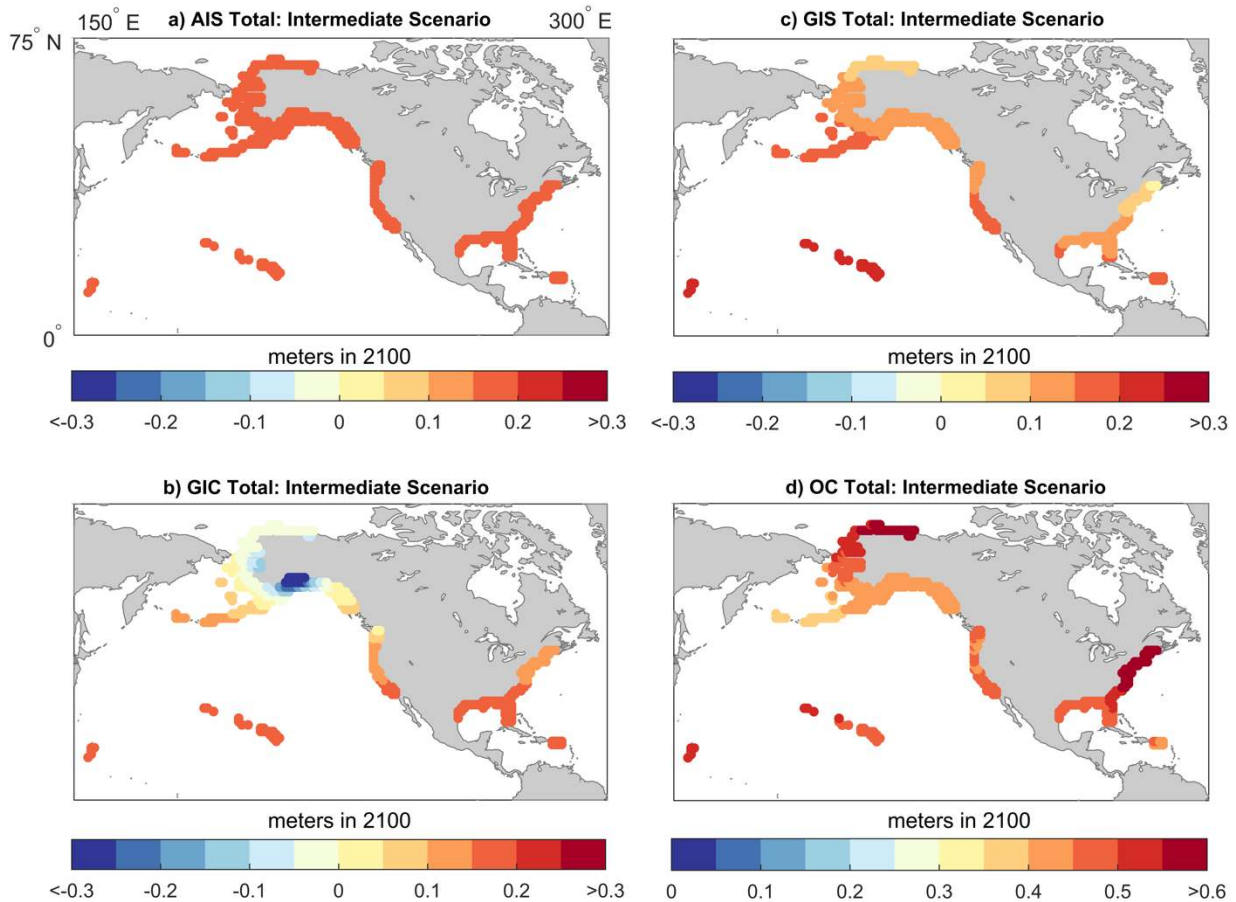 a) AIS Total: Intermediate Scenario
150° E
300° E
75° N
0°
meters in 2100
<-0.3 -0.2 -0.1 0 0.1 0.2 >0.3
c) GIS Total: Intermediate Scenario
meters in 2100
<-0.3 -0.2 -0.1 0 0.1 0.2 >0.3
b) GIC Total: Intermediate Scenario
meters in 2100
<-0.3 -0.2 -0.1 0 0.1 0.2 >0.3
d) OC Total: Intermediate Scenario
meters in 2100
0 0.1 0.2 0.3 0.4 0.5 >0.6